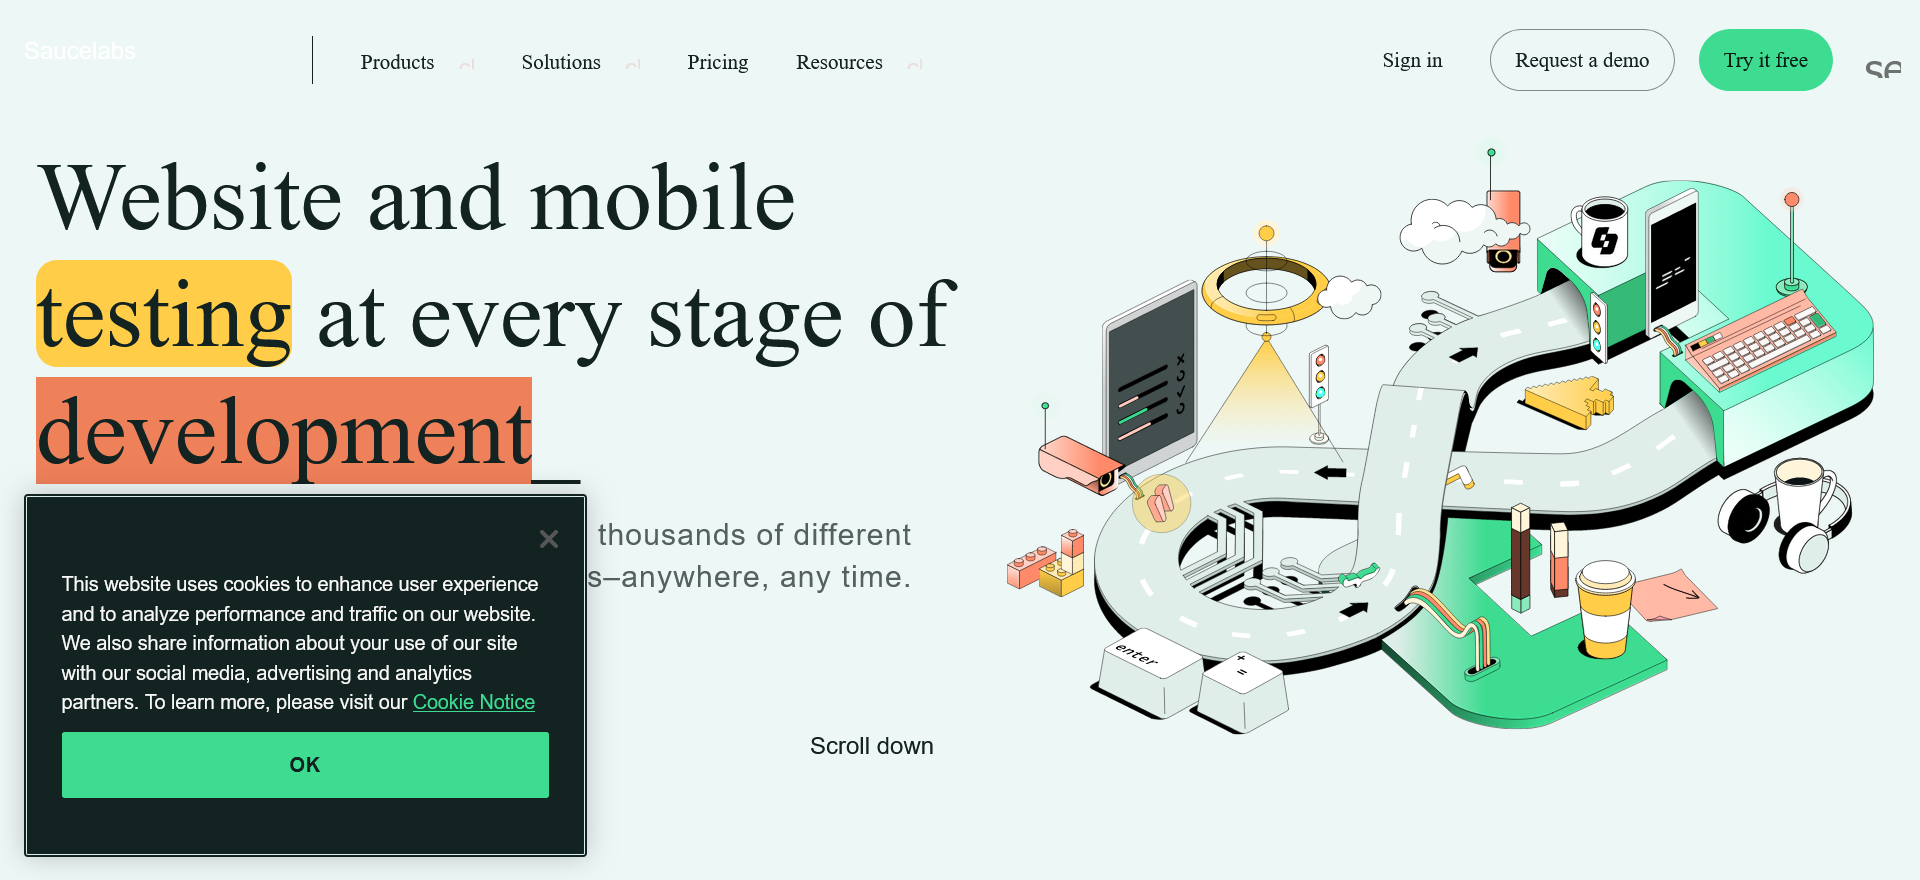 Saucelabs
Products
Solutions
Pricing
Resources
Sign in
Request a demo
Try it free
Website and mobile
testing at every stage of
development_
thousands of different
s–anywhere, any time.
This website uses cookies to enhance user experience
and to analyze performance and traffic on our website.
We also share information about your use of our site
with our social media, advertising and analytics
partners. To learn more, please visit our Cookie Notice
OK
Scroll down
enter
+
=